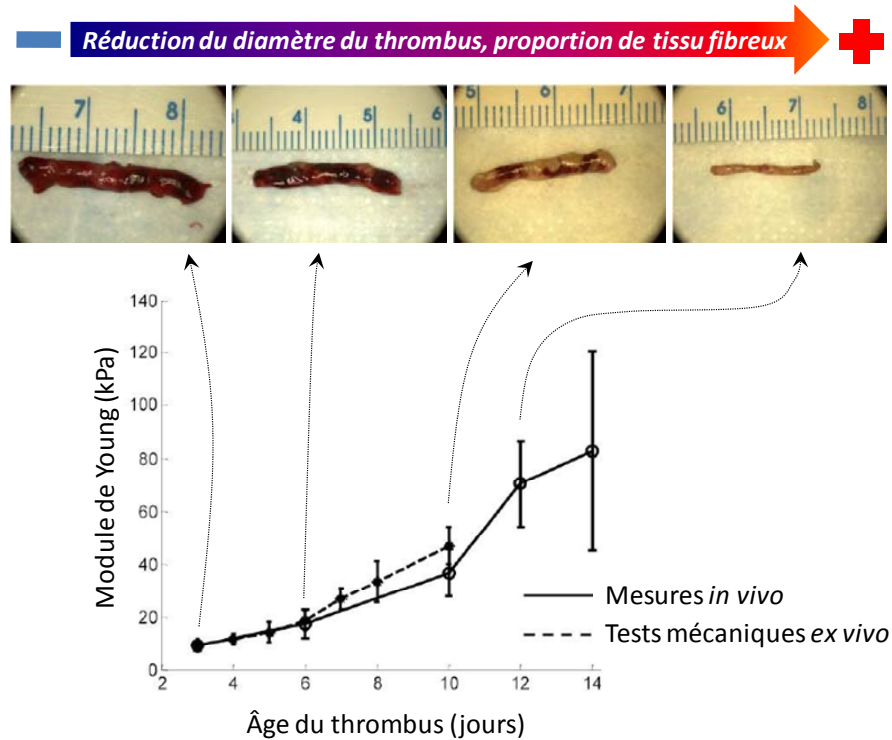 Réduction du diamètre du thrombus, proportion de tissu fibreux
7 8
4 5 6
5 6 7
6 7 8
140
120
100
80
60
40
20
0
Module de Young (kPa)
2 4 6 8 10 12 14
Âge du thrombus (jours)
Mesures in vivo
Tests mécaniques ex vivo